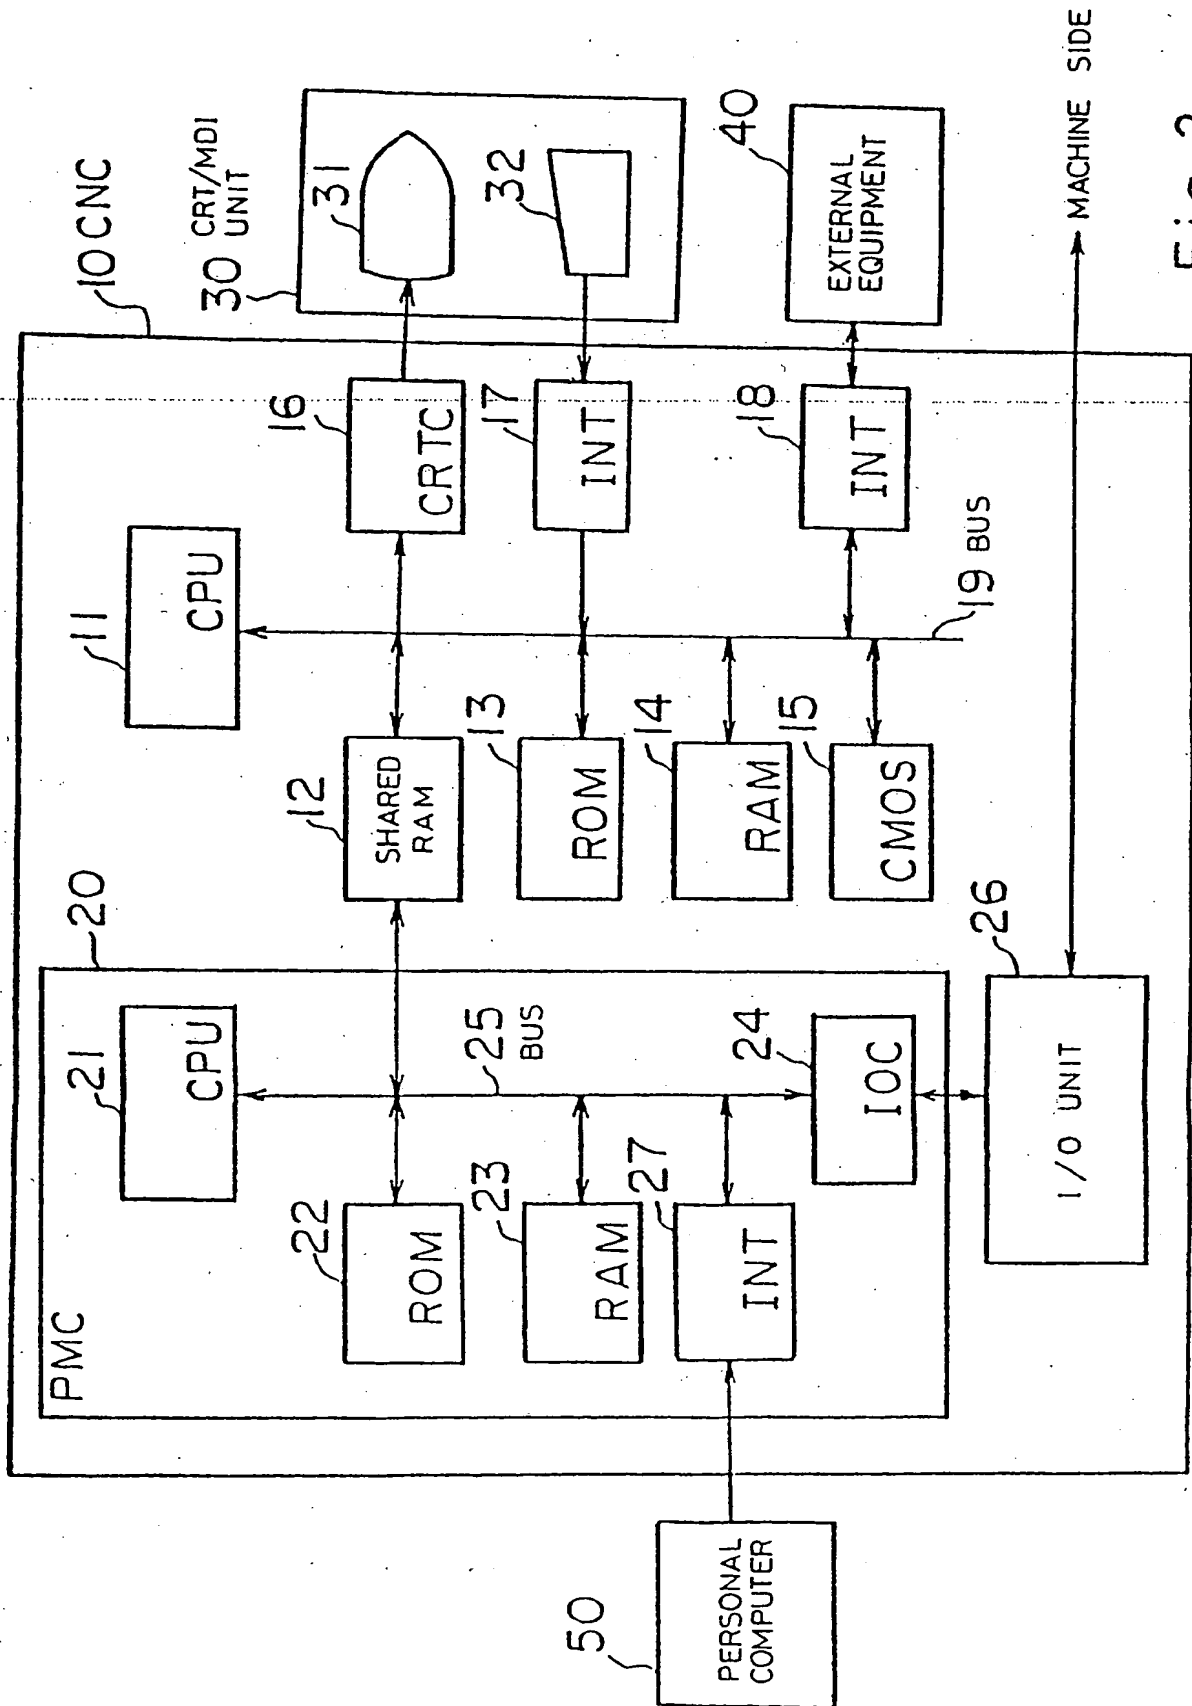 10 CNC
30 CRT/MDI
UNIT
31
32
40
EXTERNAL
EQUIPMENT
MACHINE SIDE
11
CPU
16
CRTC
17
INT
18
INT
19 BUS
12
SHARED
RAM
13
ROM
14
RAM
15
CMOS
20
PMC
21
CPU
25
BUS
22
ROM
23
RAM
27
INT
24
IOC
26
I/O UNIT
50
PERSONAL
COMPUTER